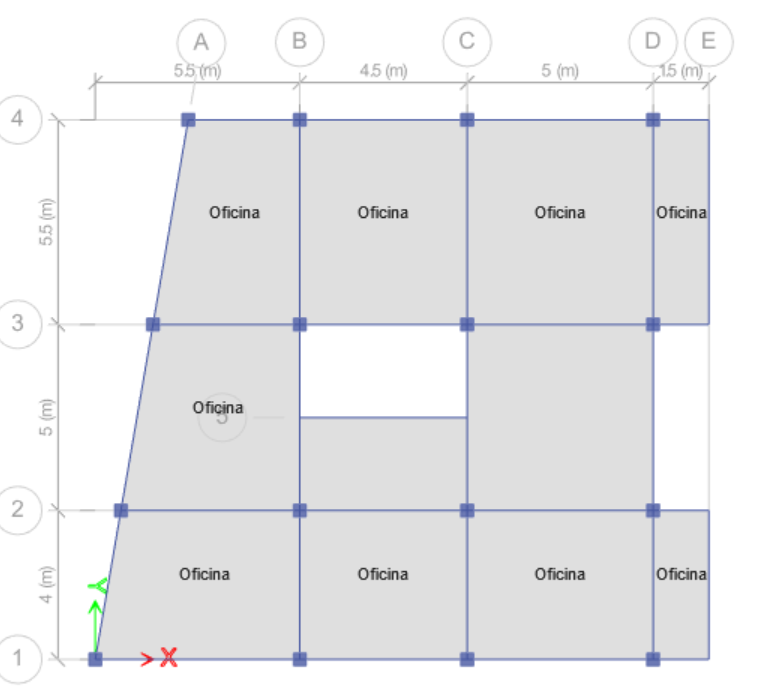 A B C D E
5.5 (m) 4.5 (m) 5 (m) 1.5 (m)
4
5.5 (m)
Oficina Oficina Oficina Oficina
3
5 (m)
Oficina
5
2
4 (m)
Oficina Oficina Oficina Oficina
Y
1
X